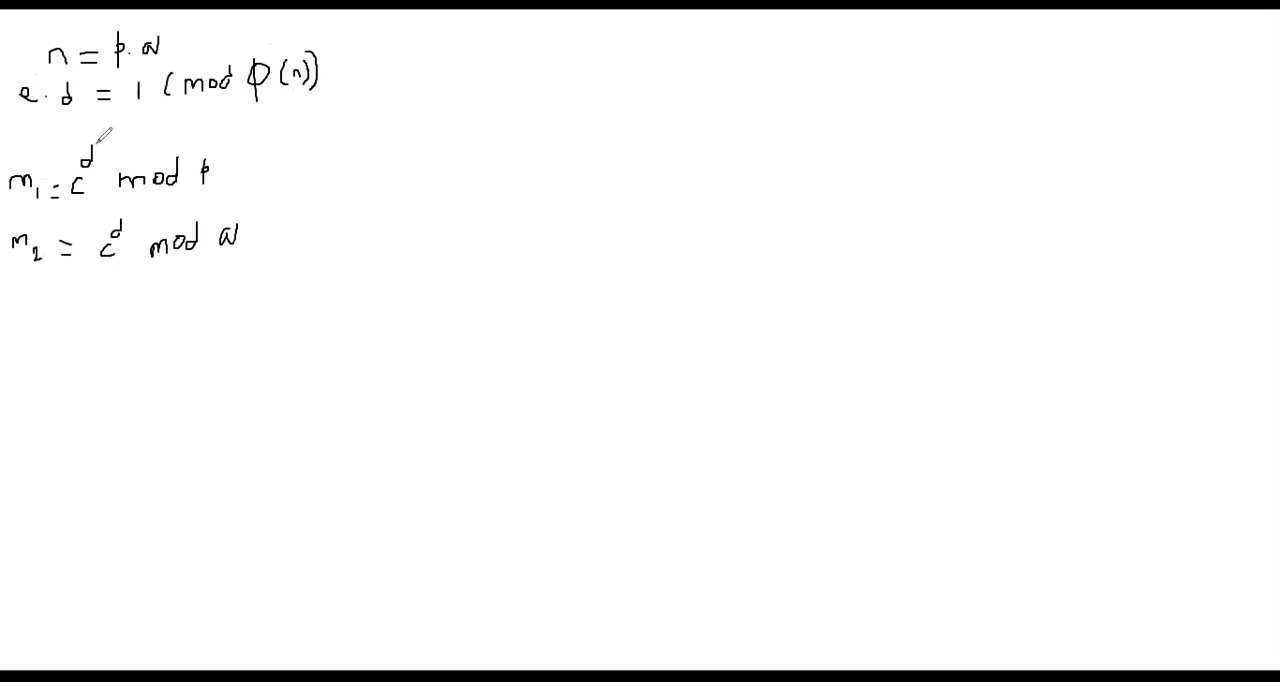 n = p.q
e.d = 1 (mod φ(n))
m₁ = c^d mod p
m₂ = c^d mod q